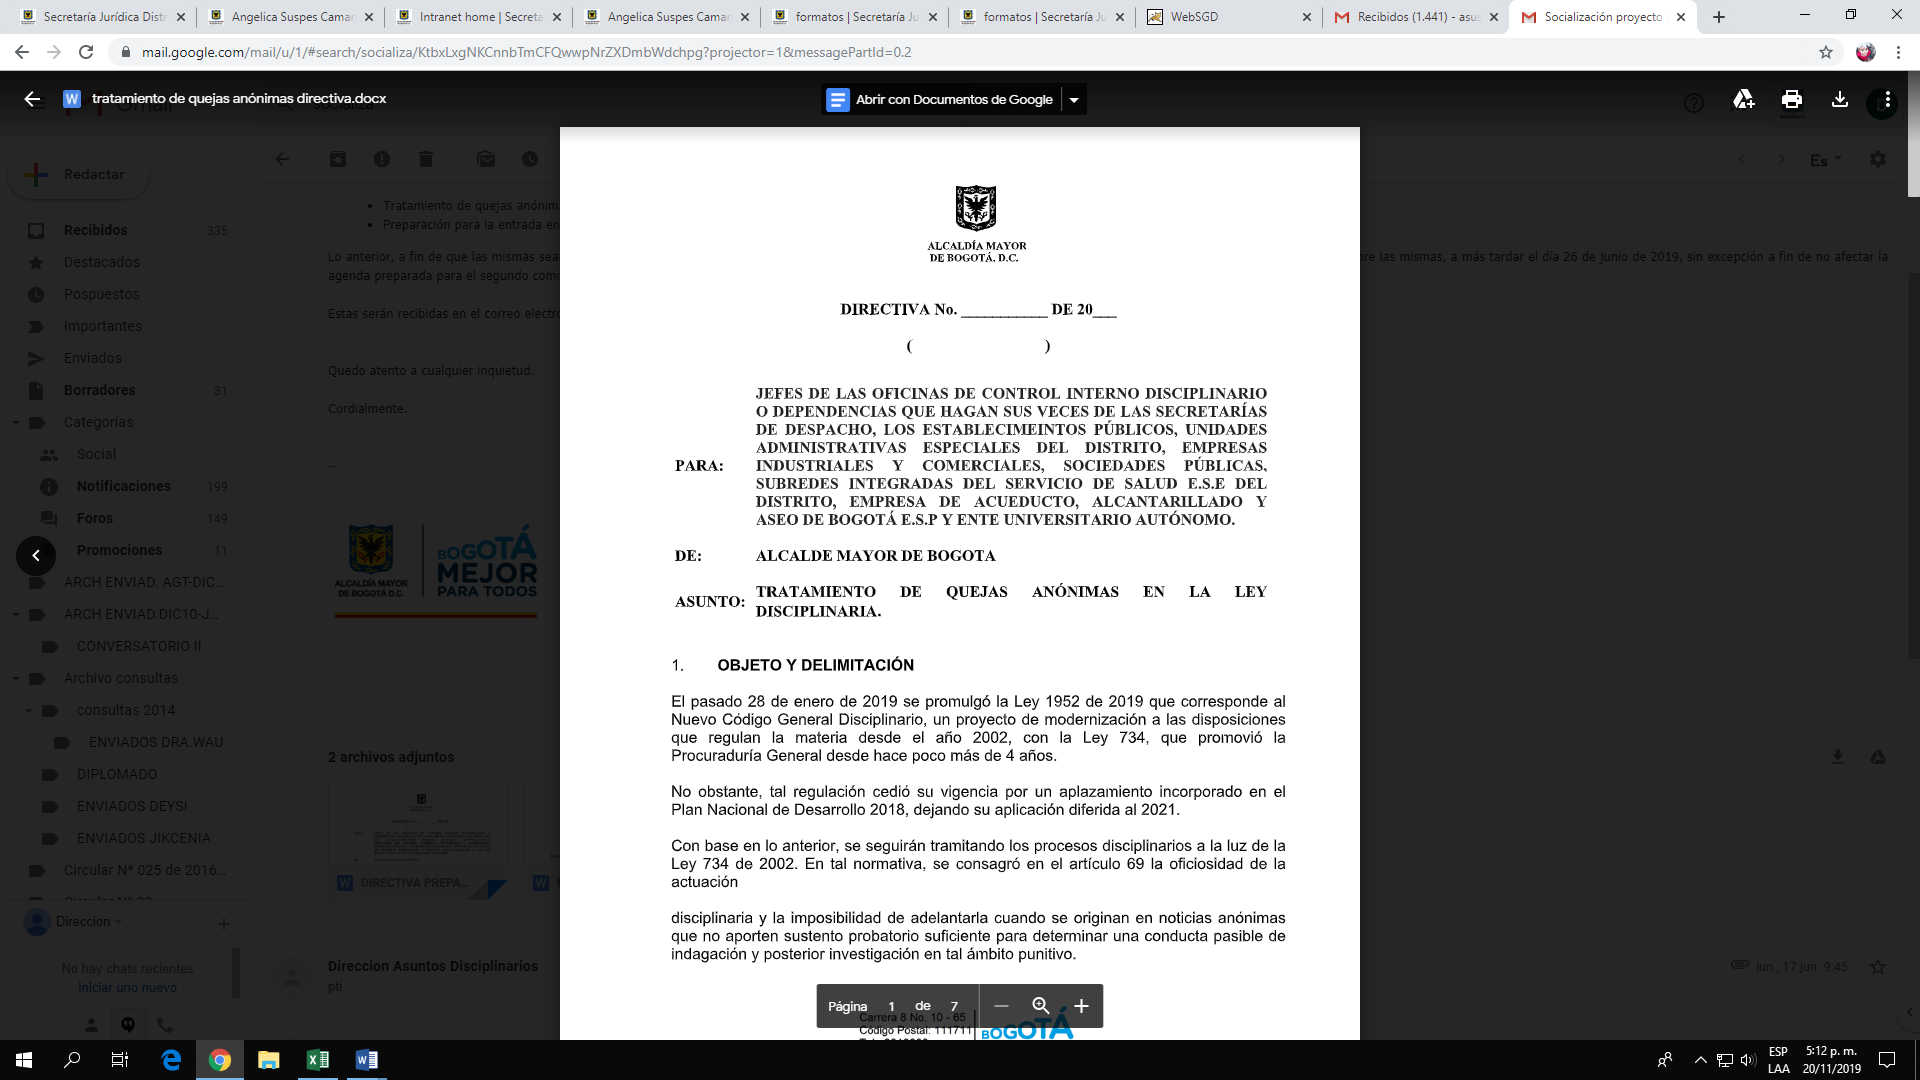 Secretaría Jurídica Distr
Angelica Suspes Camar
Intranet home | Secreta
Angelica Suspes Camar
formatos | Secretaría Ju
formatos | Secretaría Ju
WebSGD
Recibidos (1.441) - asus
Socialización proyecto
mail.google.com/mail/u/1/#search/socializa/KtbxLxgNKCnnbTmCFQwwpNrZXDmbWdchpg?projector=1&messagePartId=0.2
tratamiento de quejas anónimas directiva.docx
Abrir con Documentos de Google
Redactar
Es
Recibidos 335
Destacados
Pospuestos
Importantes
Enviados
Borradores 31
Categorías
Social
Notificaciones 199
Foros 149
Promociones 11
ARCH ENVIAD. AGT-DIC...
ARCH ENVIAD.DIC10-J...
CONVERSATORIO II
Archivo consultas
consultas 2014
ENVIADOS DRA.WAU
DIPLOMADO
ENVIADOS DEYSI
ENVIADOS JIKCENIA
Circular Nª 025 de 2016...
Direccion
No hay chats recientes
Iniciar uno nuevo
Tratamiento de quejas anónim
Preparación para la entrada en
Lo anterior, a fin de que las mismas sea
re las mismas, a más tardar el día 26 de junio de 2019, sin excepción a fin de no afectar la
agenda preparada para el segundo comi
Estas serán recibidas en el correo electro
Quedo atento a cualquier inquietud.
Cordialmente.
--
ALCALDÍA MAYOR
DE BOGOTÁ D.C.
BOGOTÁ
MEJOR
PARA TODOS
2 archivos adjuntos
DIRECTIVA PREPA...
Direccion Asuntos Disciplinarios
pti
lun., 17 jun. 9:45
ALCALDÍA MAYOR
DE BOGOTÁ, D.C.
DIRECTIVA No. ___________ DE 20___
( )
PARA:
JEFES DE LAS OFICINAS DE CONTROL INTERNO DISCIPLINARIO
O DEPENDENCIAS QUE HAGAN SUS VECES DE LAS SECRETARÍAS
DE DESPACHO, LOS ESTABLECIMEINTOS PÚBLICOS, UNIDADES
ADMINISTRATIVAS ESPECIALES DEL DISTRITO, EMPRESAS
INDUSTRIALES Y COMERCIALES, SOCIEDADES PÚBLICAS,
SUBREDES INTEGRADAS DEL SERVICIO DE SALUD E.S.E DEL
DISTRITO, EMPRESA DE ACUEDUCTO, ALCANTARILLADO Y
ASEO DE BOGOTÁ E.S.P Y ENTE UNIVERSITARIO AUTÓNOMO.
DE: ALCALDE MAYOR DE BOGOTA
ASUNTO: TRATAMIENTO DE QUEJAS ANÓNIMAS EN LA LEY
DISCIPLINARIA.
1. OBJETO Y DELIMITACIÓN
El pasado 28 de enero de 2019 se promulgó la Ley 1952 de 2019 que corresponde al
Nuevo Código General Disciplinario, un proyecto de modernización a las disposiciones
que regulan la materia desde el año 2002, con la Ley 734, que promovió la
Procuraduría General desde hace poco más de 4 años.
No obstante, tal regulación cedió su vigencia por un aplazamiento incorporado en el
Plan Nacional de Desarrollo 2018, dejando su aplicación diferida al 2021.
Con base en lo anterior, se seguirán tramitando los procesos disciplinarios a la luz de la
Ley 734 de 2002. En tal normativa, se consagró en el artículo 69 la oficiosidad de la
actuación
disciplinaria y la imposibilidad de adelantarla cuando se originan en noticias anónimas
que no aporten sustento probatorio suficiente para determinar una conducta pasible de
indagación y posterior investigación en tal ámbito punitivo.
Página 1 de 7
Carrera 8 No. 10 - 65
Código Postal: 111711
BOGOTÁ
ESP
LAA
5:12 p. m.
20/11/2019